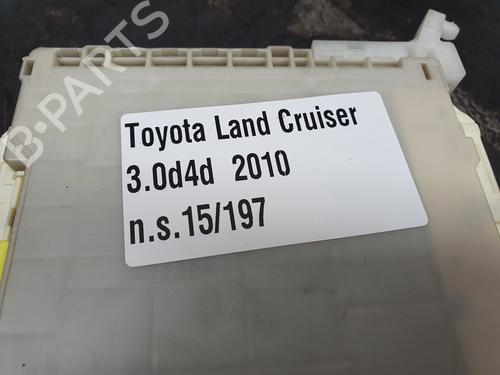 B-PARTS
Toyota Land Cruiser
3.0d4d 2010
n.s.15/197